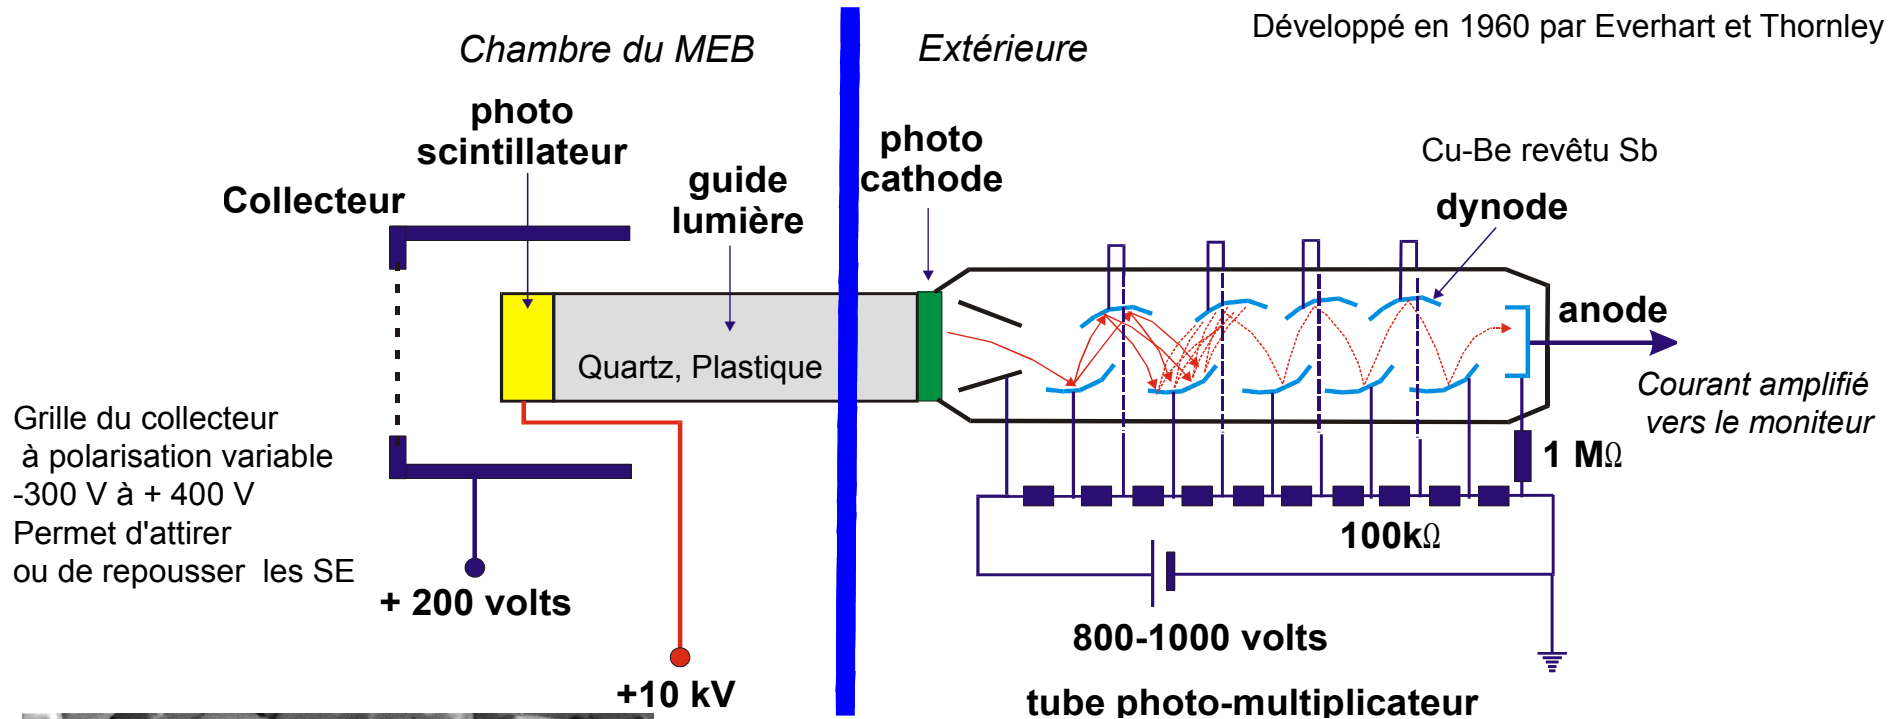 Développé en 1960 par Everhart et Thornley
Chambre du MEB
Extérieure
photo
scintillateur
photo
cathode
Cu-Be revêtu Sb
guide
lumière
Collecteur
dynode
anode
Quartz, Plastique
Courant amplifié
vers le moniteur
Grille du collecteur
à polarisation variable
-300 V à + 400 V
Permet d'attirer
ou de repousser les SE
1 MΩ
100kΩ
+ 200 volts
800-1000 volts
+10 kV
tube photo-multiplicateur